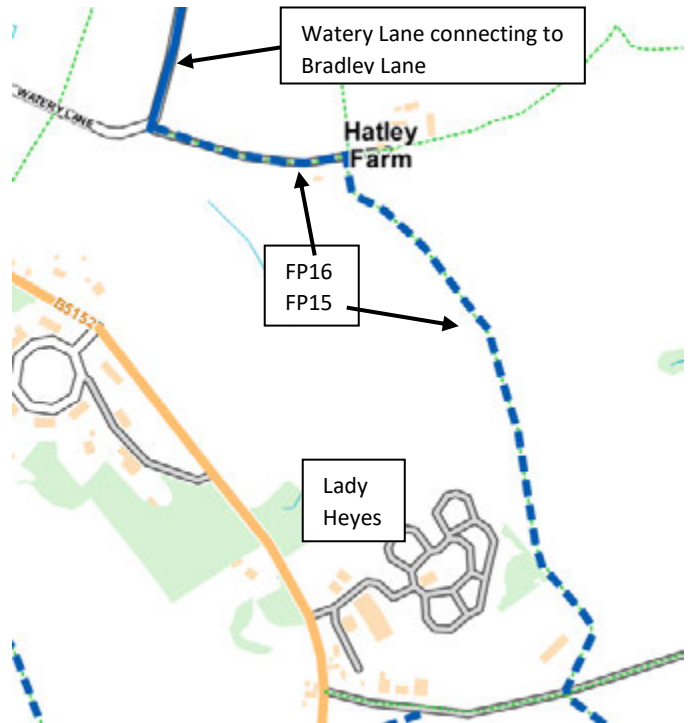 Watery Lane connecting to
Bradley Lane
WATERY LANE
Hatley
Farm
FP16
FP15
B5152
Lady
Heyes